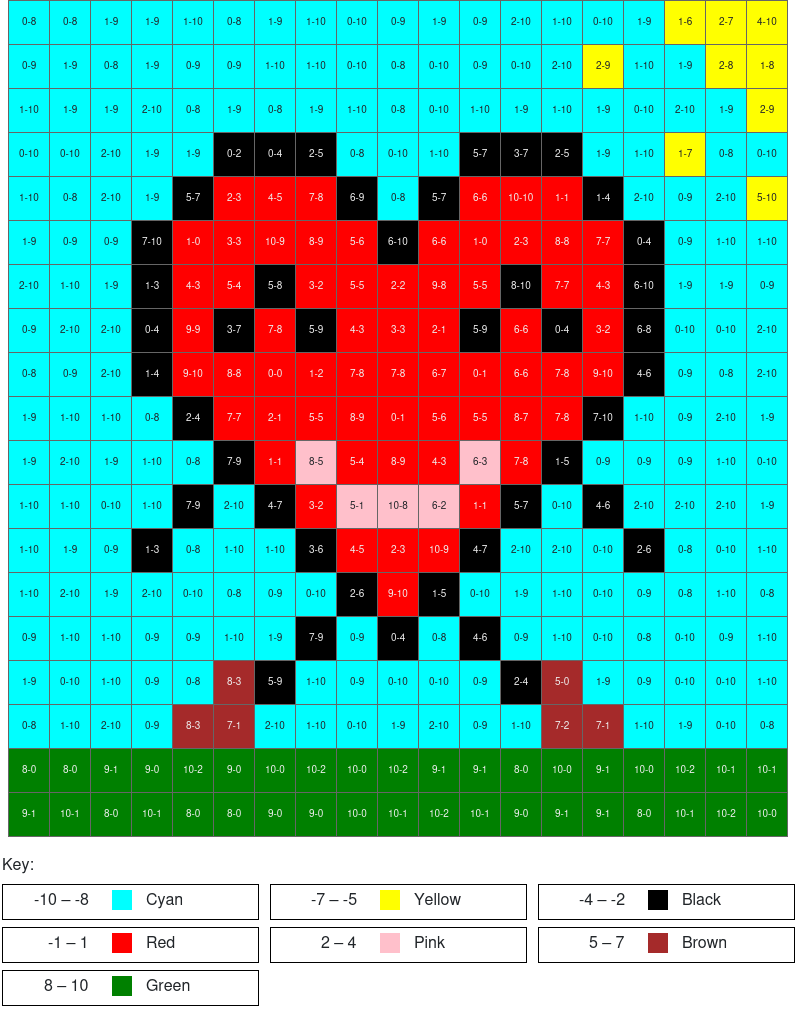 0-8 1-8 1-9 1-9 1-10 0-8 1-9 1-10 0-10 0-9 1-9 0-9 2-10 1-10 0-10 1-9 1-6 2-7 4-10
0-9 1-9 0-8 1-9 0-9 0-9 1-10 1-10 0-10 0-8 0-10 0-9 0-10 2-10 2-9 1-10 1-9 2-8 1-8
1-10 1-9 1-9 2-10 0-8 1-9 0-8 1-9 1-10 0-8 0-10 1-10 1-9 1-10 1-9 0-10 2-10 1-9 2-9
0-10 0-10 2-10 1-9 1-9 0-2 0-4 2-5 0-8 0-10 1-10 5-7 3-7 2-5 1-9 1-10 1-7 0-8 0-10
1-10 0-8 2-10 1-9 5-7 2-3 4-5 7-8 6-9 0-8 5-7 6-6 10-10 1-1 1-4 2-10 0-9 2-10 5-10
1-9 0-9 0-9 7-10 1-0 3-3 10-9 8-9 5-6 6-10 6-6 1-0 2-3 8-8 7-7 0-4 0-9 1-10 1-10
2-10 1-10 1-9 1-3 4-3 5-4 5-8 3-2 5-5 2-2 9-8 5-5 8-10 7-7 4-3 6-10 1-9 1-9 0-9
0-9 2-10 2-10 0-4 9-9 3-7 7-8 5-9 4-3 3-3 2-1 5-9 6-6 0-4 3-2 6-8 0-10 0-10 2-10
0-8 0-9 2-10 1-4 9-10 8-8 0-0 1-2 7-8 7-8 6-7 0-1 6-6 7-8 9-10 4-6 0-9 0-8 2-10
1-9 1-10 1-10 0-8 2-4 7-7 2-1 5-5 8-9 0-1 5-6 5-5 8-7 7-8 7-10 1-10 0-9 2-10 1-9
1-9 2-10 1-9 1-10 0-8 7-9 1-1 8-5 5-4 8-9 4-3 6-3 7-8 1-5 0-9 0-9 0-9 1-10 0-10
1-10 1-10 0-10 1-10 7-9 2-10 4-7 3-2 5-1 10-8 6-2 1-1 5-7 0-10 4-6 2-10 2-10 2-10 1-9
1-10 1-9 0-9 1-3 0-8 1-10 1-10 3-6 4-5 2-3 10-9 4-7 2-10 2-10 0-10 2-6 0-8 0-10 1-10
1-10 2-10 1-9 2-10 0-10 0-8 0-9 0-10 2-6 9-10 1-5 0-10 1-9 1-10 0-10 0-9 0-8 1-10 0-8
0-9 1-10 1-10 0-9 0-9 1-10 1-9 7-9 0-9 0-4 0-8 4-6 0-9 1-10 0-10 0-8 0-10 0-9 1-10
1-9 0-10 1-10 0-9 0-8 8-3 5-9 1-10 0-9 0-10 0-10 0-9 2-4 5-0 1-9 0-9 0-10 0-10 1-10
0-8 1-10 2-10 0-9 8-3 7-1 2-10 1-10 0-10 1-9 2-10 0-9 1-10 7-2 7-1 1-10 1-9 0-10 0-8
8-0 8-0 9-1 9-0 10-2 9-0 10-0 10-2 10-0 10-2 9-1 9-1 8-0 10-0 9-1 10-0 10-2 10-1 10-1
9-1 10-1 8-0 10-1 8-0 8-0 9-0 9-0 10-0 10-1 10-2 10-1 9-0 9-1 9-1 8-0 10-1 10-2 10-0
Key:
-10 – -8 Cyan -7 – -5 Yellow -4 – -2 Black
-1 – 1 Red 2 – 4 Pink 5 – 7 Brown
8 – 10 Green